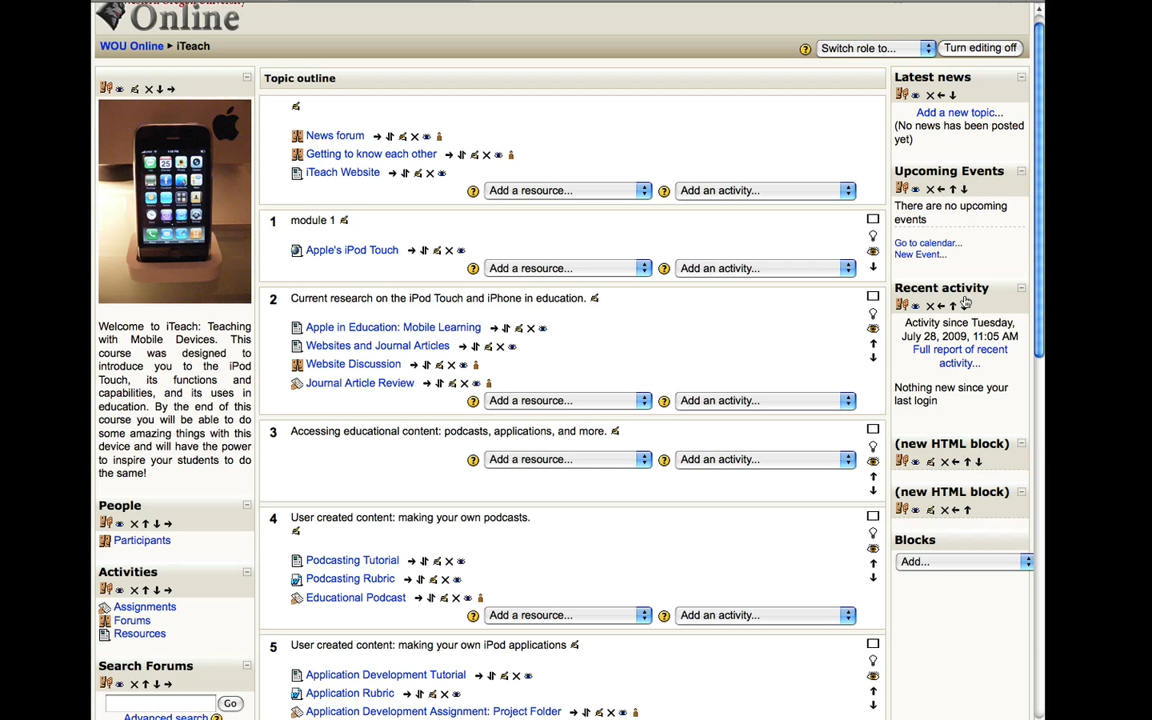 Online
WOU Online ▸ iTeach
Switch role to...
Turn editing off
Topic outline
News forum
Getting to know each other
iTeach Website
Add a resource...
Add an activity...
1
module 1
Apple's iPod Touch
Add a resource...
Add an activity...
2
Current research on the iPod Touch and iPhone in education.
Apple in Education: Mobile Learning
Websites and Journal Articles
Website Discussion
Journal Article Review
Add a resource...
Add an activity...
3
Accessing educational content: podcasts, applications, and more.
Add a resource...
Add an activity...
4
User created content: making your own podcasts.
Podcasting Tutorial
Podcasting Rubric
Educational Podcast
Add a resource...
Add an activity...
5
User created content: making your own iPod applications
Application Development Tutorial
Application Rubric
Application Development Assignment: Project Folder
Welcome to iTeach: Teaching
with Mobile Devices. This
course was designed to
introduce you to the iPod
Touch, its functions and
capabilities, and its uses in
education. By the end of this
course you will be able to do
some amazing things with this
device and will have the power
to inspire your students to do
the same!
People
Participants
Activities
Assignments
Forums
Resources
Search Forums
Go
Advanced search
Latest news
Add a new topic...
(No news has been posted
yet)
Upcoming Events
There are no upcoming
events
Go to calendar...
New Event...
Recent activity
Activity since Tuesday,
July 28, 2009, 11:05 AM
Full report of recent
activity...
Nothing new since your
last login
(new HTML block)
(new HTML block)
Blocks
Add...